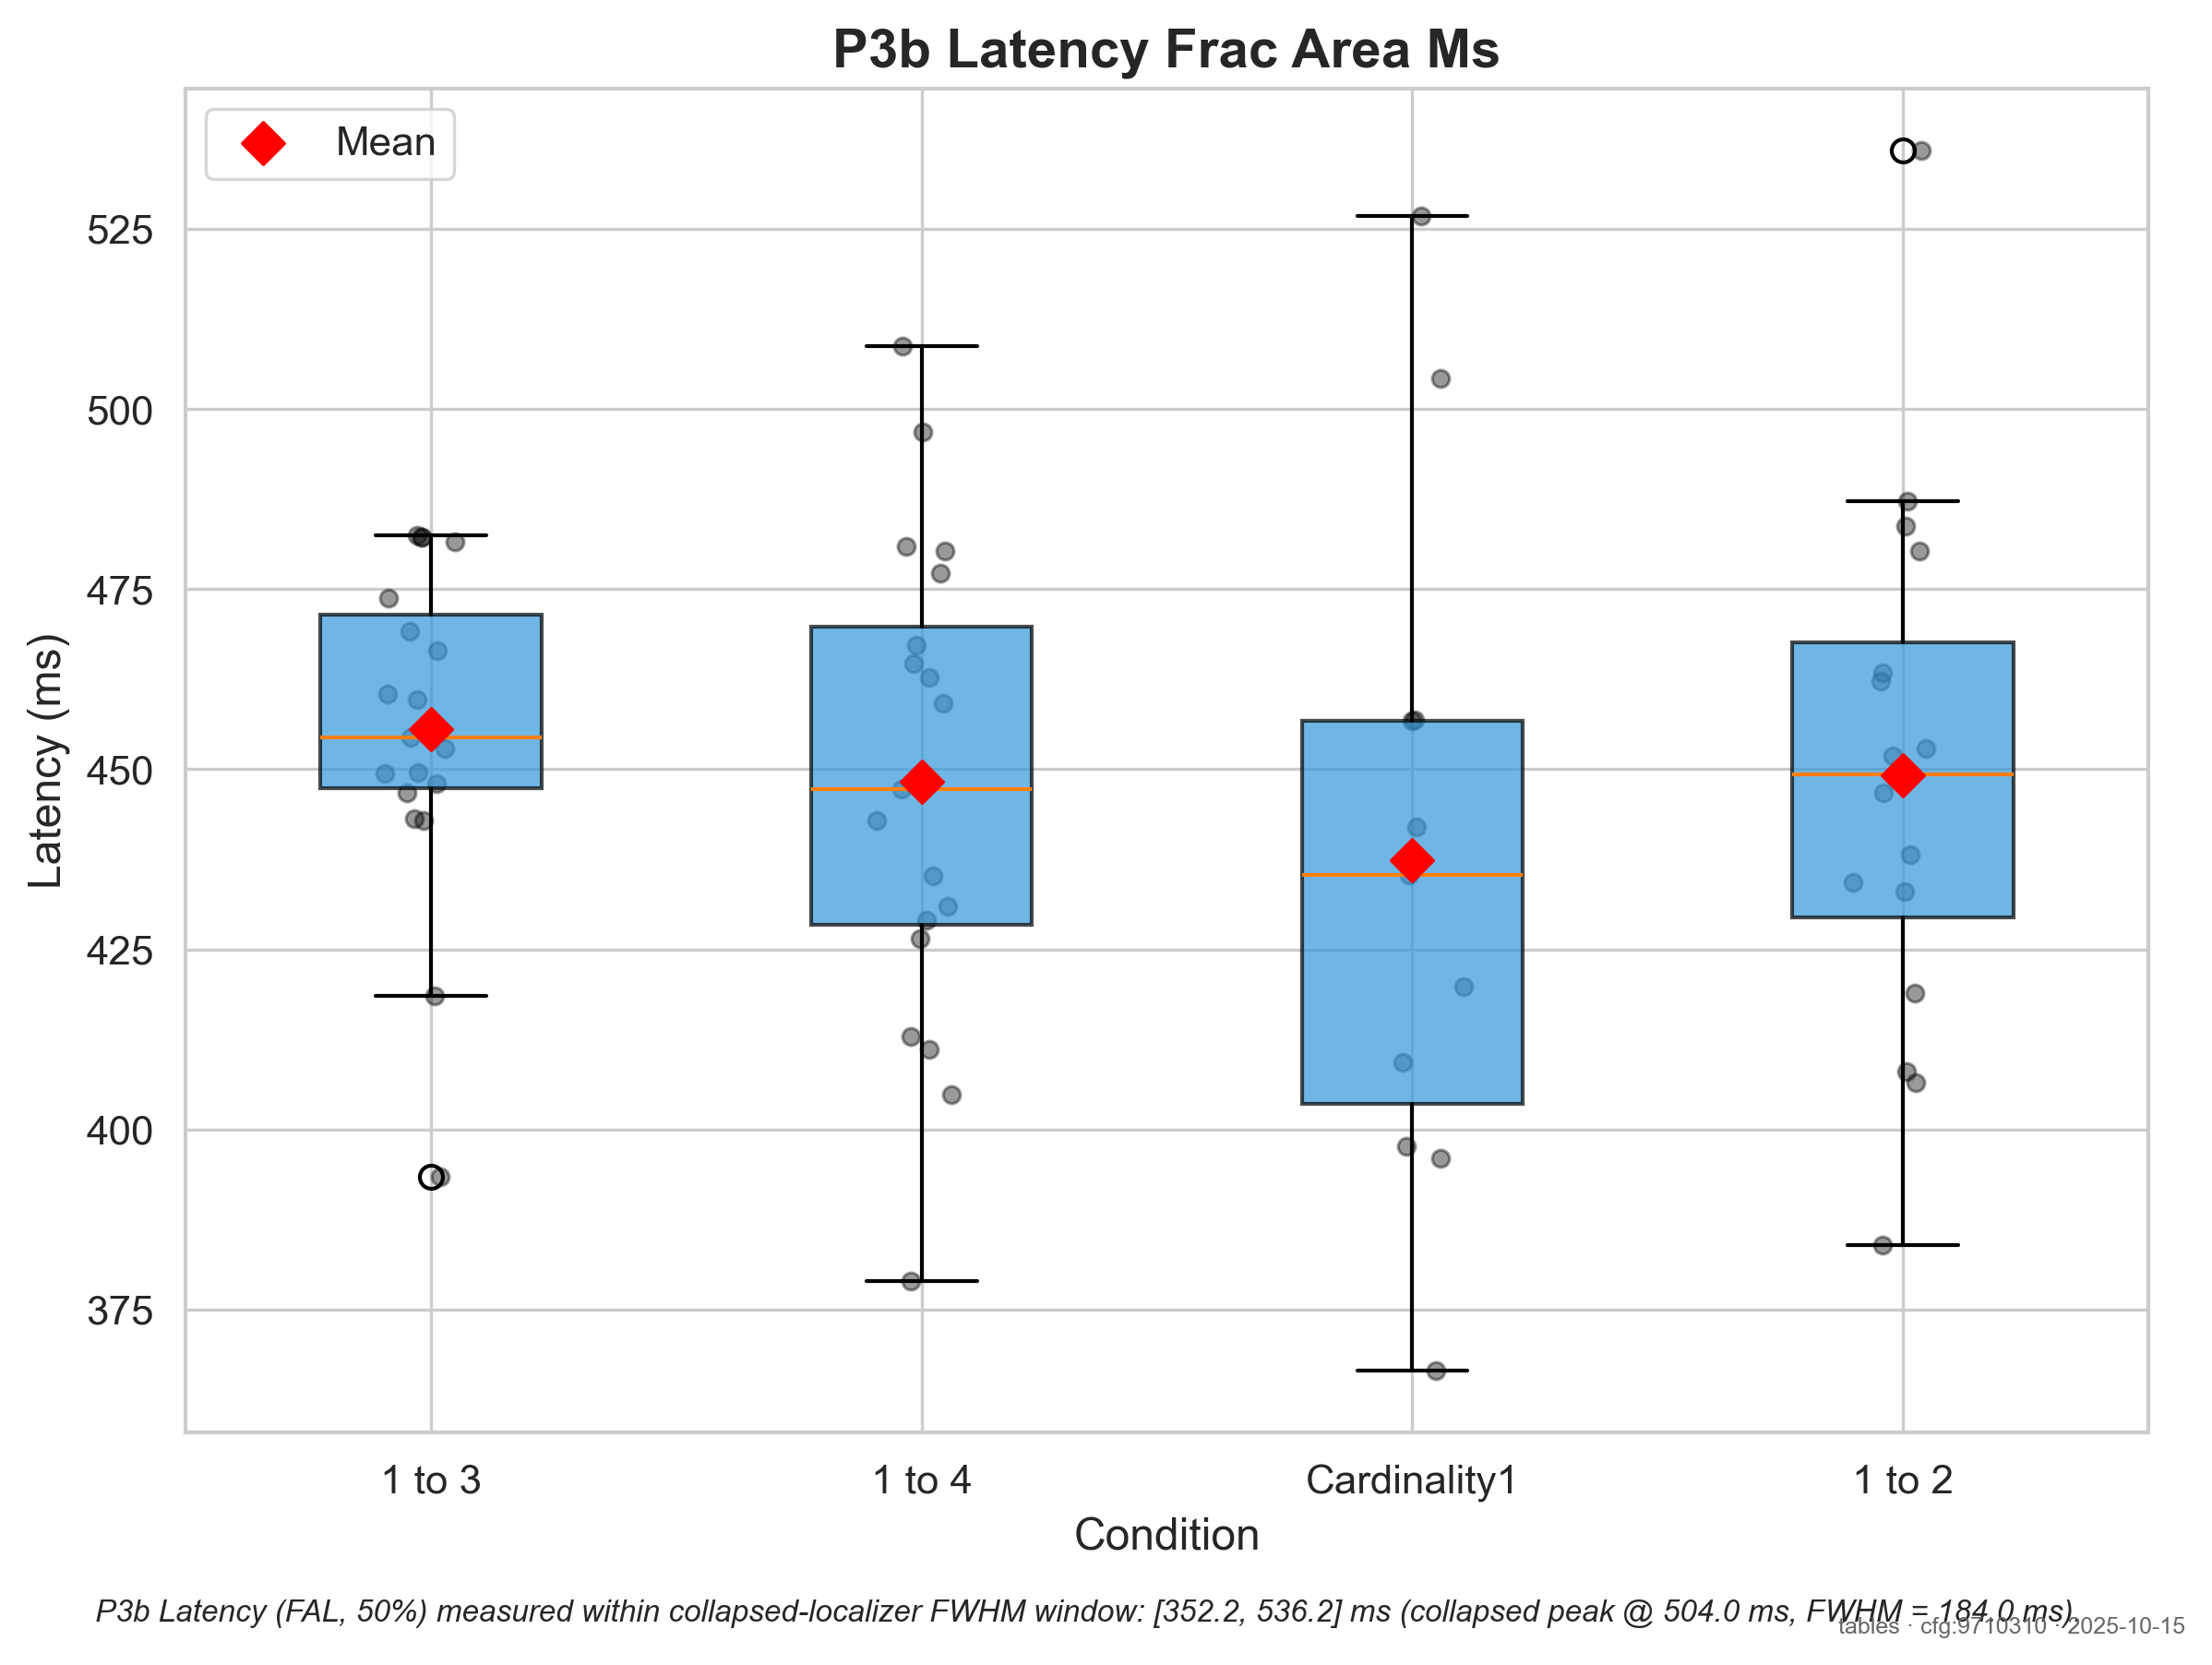 P3b Latency Frac Area Ms
Mean
525
500
475
450
425
400
375
Latency (ms)
1 to 3
1 to 4
Cardinality1
1 to 2
Condition
P3b Latency (FAL, 50%) measured within collapsed-localizer FWHM window: [352.2, 536.2] ms (collapsed peak @ 504.0 ms, FWHM = 184.0 ms).
tables · cfg:9710310 · 2025-10-15